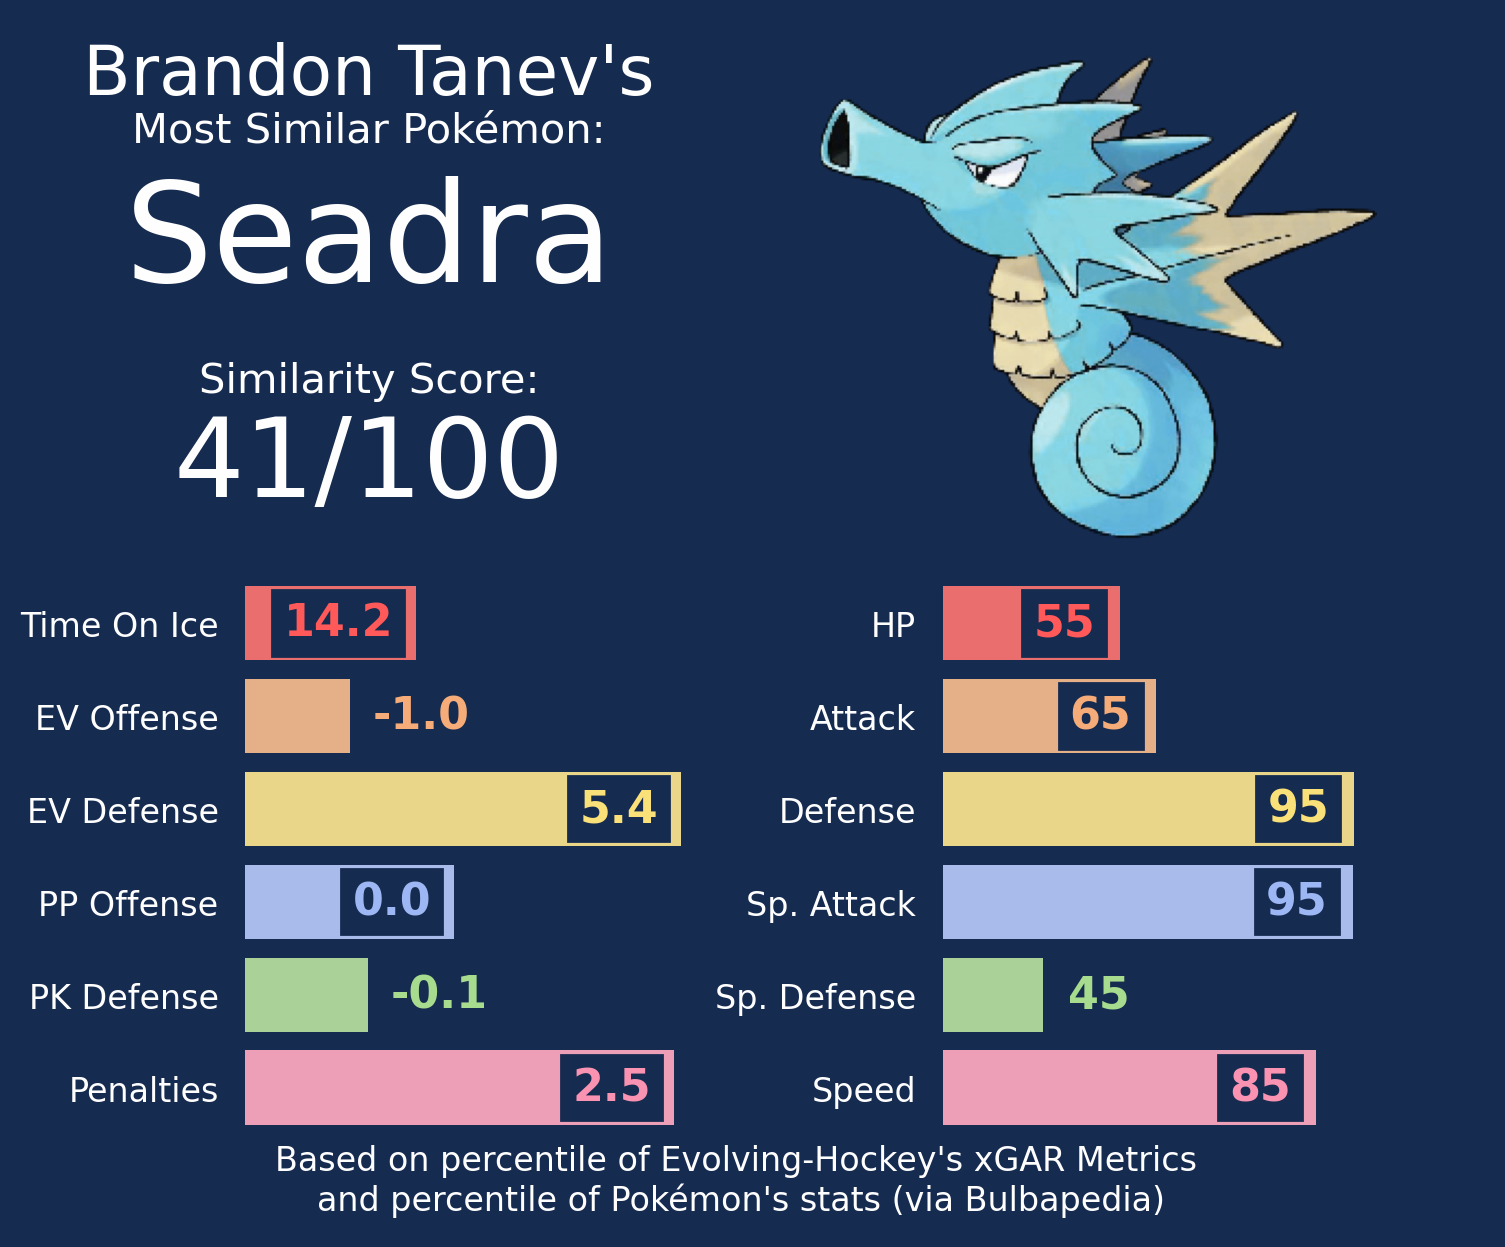 Brandon Tanev's
Most Similar Pokémon:
Seadra
Similarity Score:
41/100
Time On Ice 14.2
EV Offense -1.0
EV Defense 5.4
PP Offense 0.0
PK Defense -0.1
Penalties 2.5
HP 55
Attack 65
Defense 95
Sp. Attack 95
Sp. Defense 45
Speed 85
Based on percentile of Evolving-Hockey's xGAR Metrics
and percentile of Pokémon's stats (via Bulbapedia)